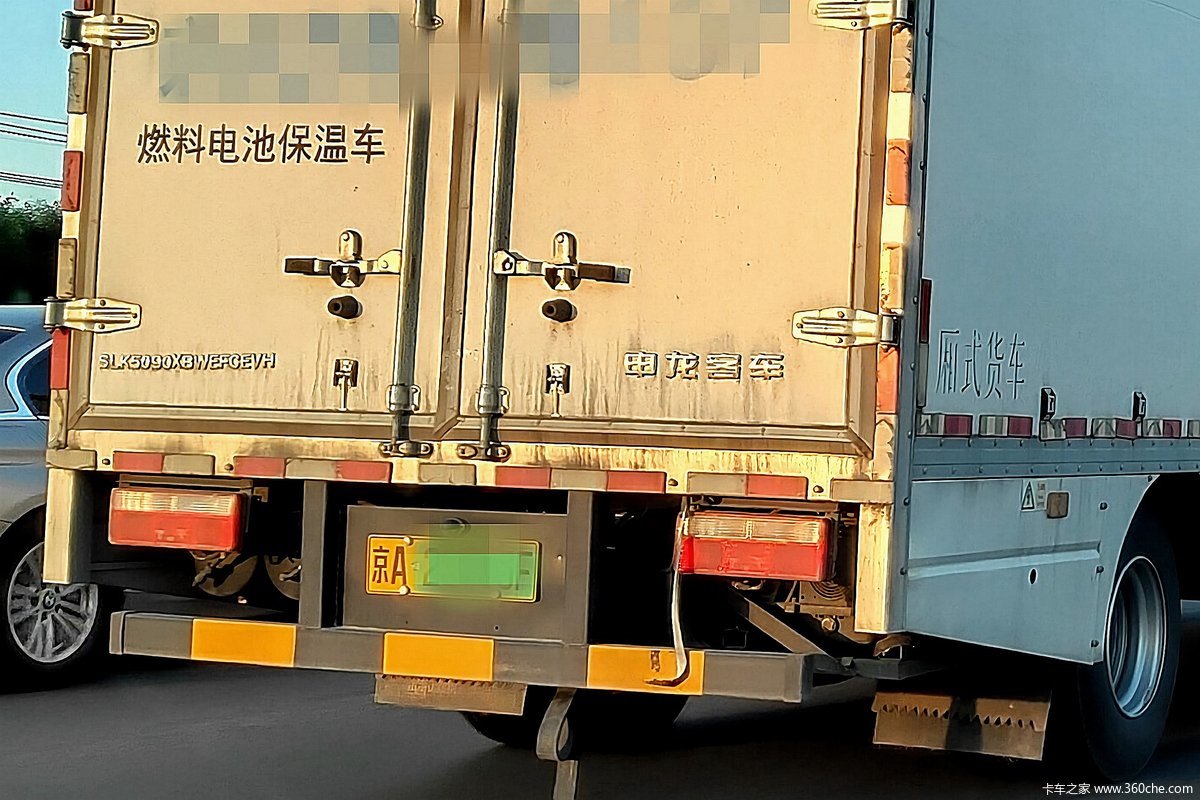 燃料电池保温车
SLK5090XBWEFCEVH
申龙客车
厢式货车
京A
卡车之家 www.360che.com